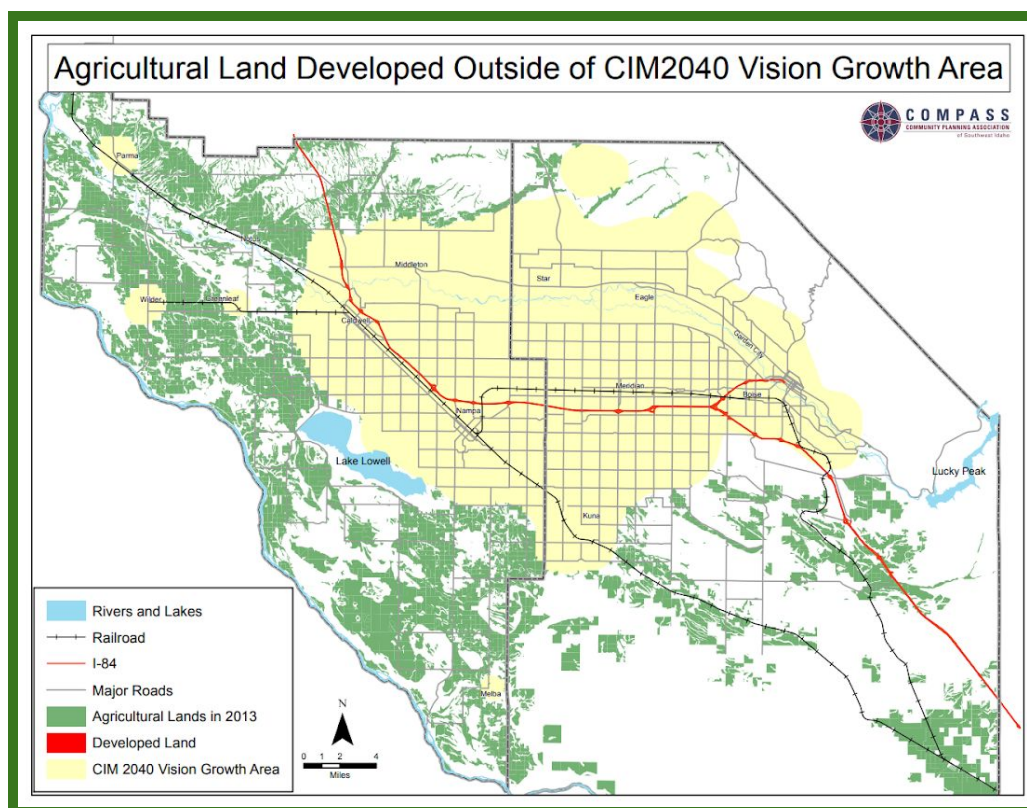 Agricultural Land Developed Outside of CIM2040 Vision Growth Area
COMPASS
COMMUNITY PLANNING ASSOCIATION
of Southwest Idaho
Parma
Notus
Middleton
Star
Wilder
Greenleaf
Eagle
Caldwell
Garden City
Meridian
Boise
Nampa
Lake Lowell
Lucky Peak
Kuna
Melba
Rivers and Lakes
Railroad
I-84
Major Roads
Agricultural Lands in 2013
Developed Land
CIM 2040 Vision Growth Area
N
0 1 2 4
Miles